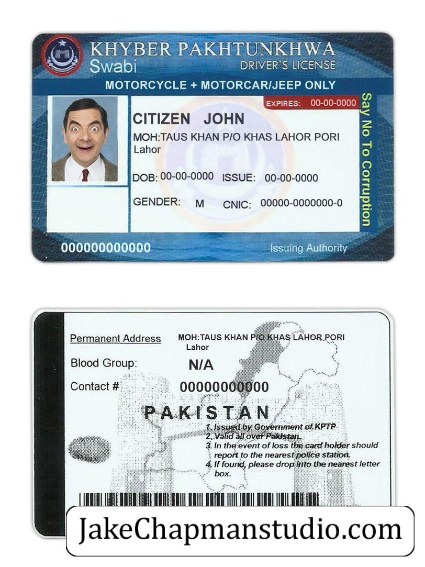 KHYBER PAKHTUNKHWA
Swabi DRIVER'S LICENSE
MOTORCYCLE + MOTORCAR/JEEP ONLY
EXPIRES: 00-00-0000
CITIZEN JOHN
MOH:TAUS KHAN P/O KHAS LAHOR PORI
Lahor
DOB: 00-00-0000 ISSUE: 00-00-0000
GENDER: M CNIC: 00000-0000000-0
Say No To Corruption
000000000000 Issuing Authority
Permanent Address MOH:TAUS KHAN P/O KHAS LAHOR PORI
Lahor
Blood Group: N/A
Contact # 00000000000
PAKISTAN
1. Issued by Government of KPTP
2. Valid all over Pakistan.
3. In the event of loss the card holder should
report to the nearest police station.
4. If found, please drop into the nearest letter
box.
JakeChapmanstudio.com